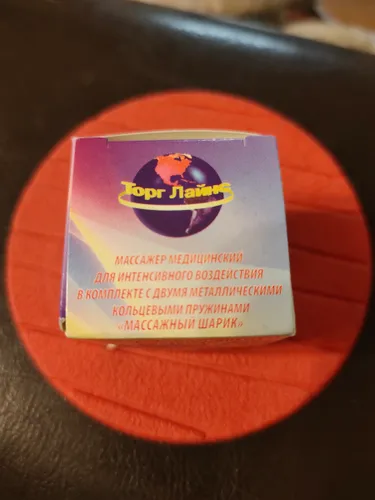 Торг Лайнс
МАССАЖЕР МЕДИЦИНСКИЙ
ДЛЯ ИНТЕНСИВНОГО ВОЗДЕЙСТВИЯ
В КОМПЛЕКТЕ С ДВУМЯ МЕТАЛЛИЧЕСКИМИ
КОЛЬЦЕВЫМИ ПРУЖИНАМИ
«МАССАЖНЫЙ ШАРИК»